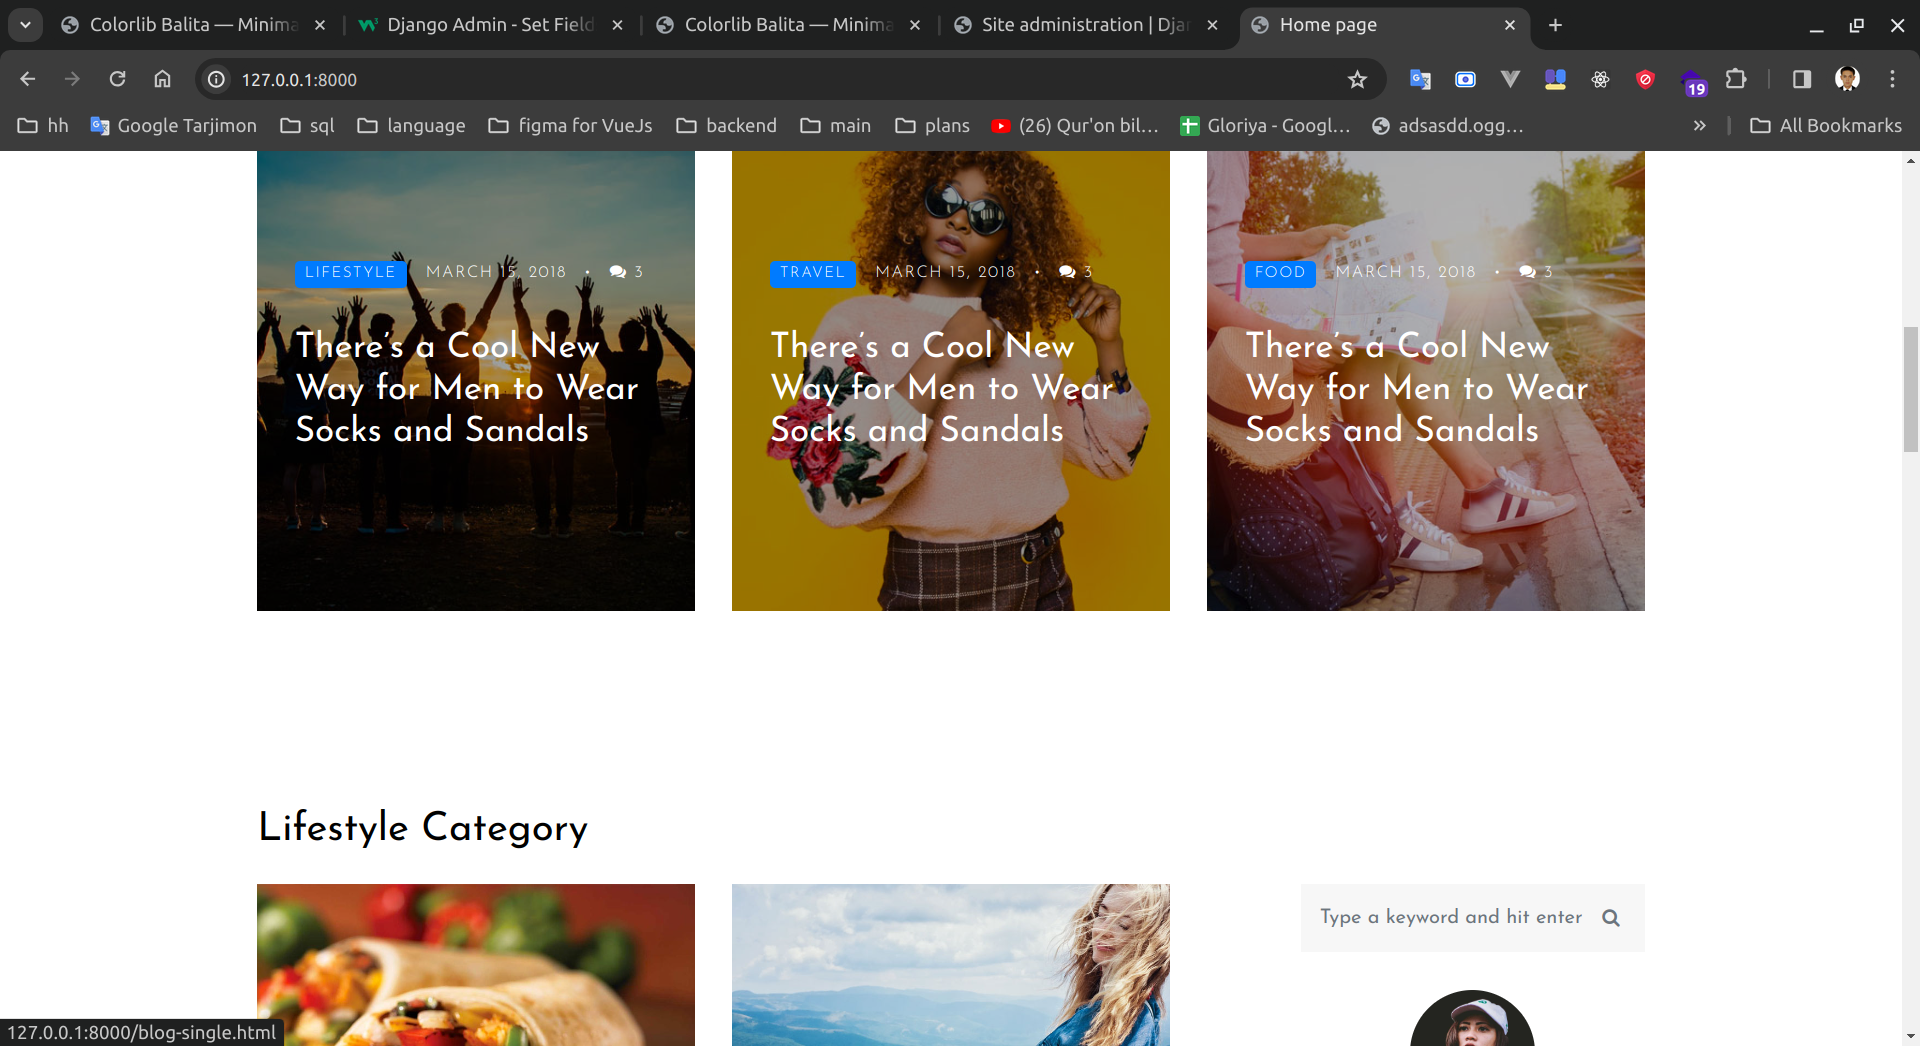 Colorlib Balita — Minima
Django Admin - Set Field
Colorlib Balita — Minima
Site administration | Djan
Home page
127.0.0.1:8000
19
hh
Google Tarjimon
sql
language
figma for VueJs
backend
main
plans
(26) Qur'on bil...
Gloriya - Googl...
adsasdd.ogg...
»
All Bookmarks
LIFESTYLE MARCH 15, 2018 • 3
There’s a Cool New
Way for Men to Wear
Socks and Sandals
TRAVEL MARCH 15, 2018 • 3
There’s a Cool New
Way for Men to Wear
Socks and Sandals
FOOD MARCH 15, 2018 • 3
There’s a Cool New
Way for Men to Wear
Socks and Sandals
Lifestyle Category
Type a keyword and hit enter
127.0.0.1:8000/blog-single.html